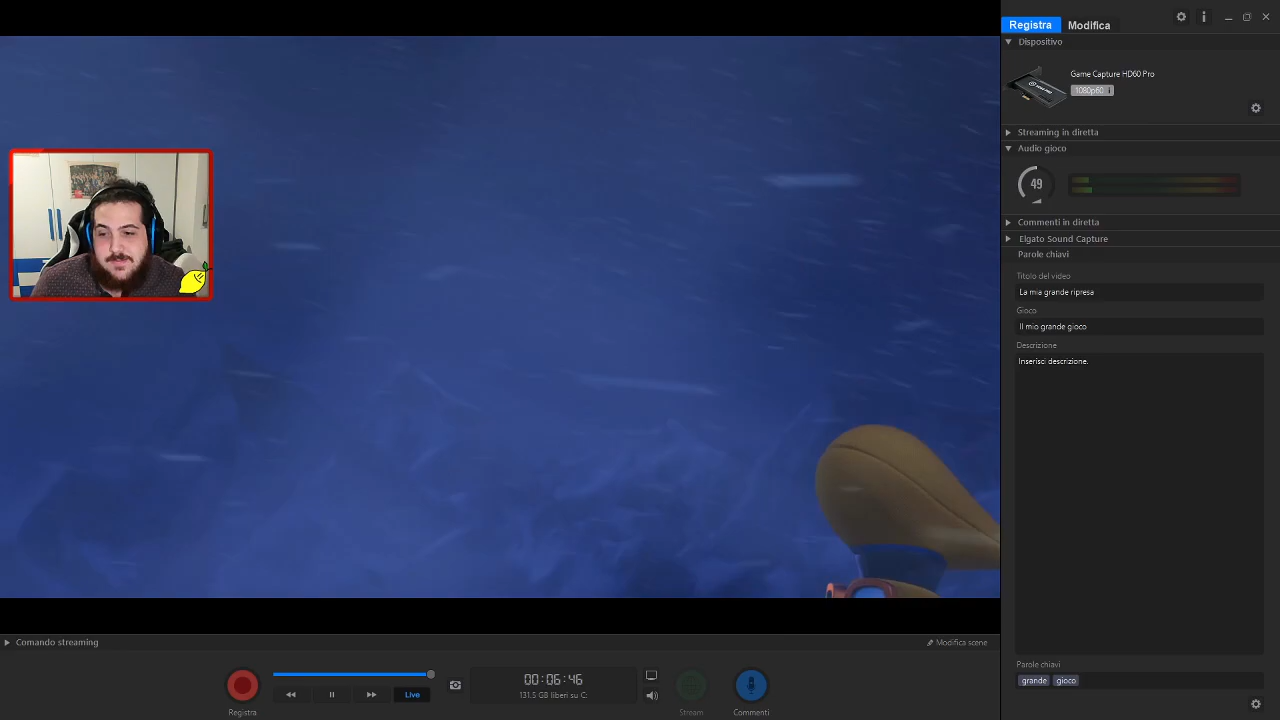 Registra
Modifica
Dispositivo
Game Capture HD60 Pro
1080p60 i
Streaming in diretta
Audio gioco
49
Commenti in diretta
Elgato Sound Capture
Parole chiavi
Titolo del video
La mia grande ripresa
Gioco
Il mio grande gioco
Descrizione
Inserisci descrizione.
Parole chiavi
grande gioco
Comando streaming
Modifica scene
Live
00:06:46
131.5 GB liberi su C:
Registra
Stream
Commenti